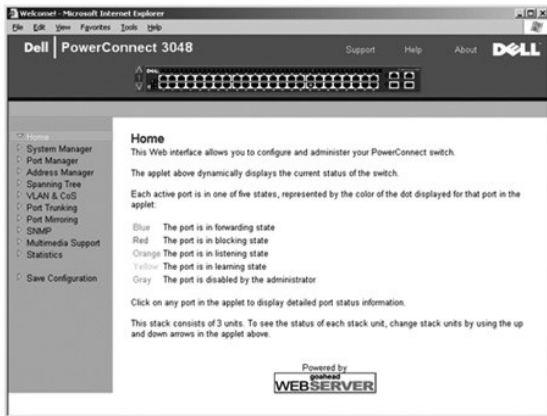 Welcome! - Microsoft Internet Explorer
File Edit View Favorites Tools Help
Dell | PowerConnect 3048
Support Help About DELL
Home
System Manager
Port Manager
Address Manager
Spanning Tree
VLAN & CoS
Port Trunking
Port Mirroring
SNMP
Multimedia Support
Statistics
Save Configuration
Home
This Web interface allows you to configure and administer your PowerConnect switch.
The applet above dynamically displays the current status of the switch.
Each active port is in one of five states, represented by the color of the dot displayed for that port in the
applet:
Blue The port is in forwarding state
Red The port is in blocking state
Orange The port is in listening state
Yellow The port is in learning state
Gray The port is disabled by the administrator
Click on any port in the applet to display detailed port status information.
This stack consists of 3 units. To see the status of each stack unit, change stack units by using the up
and down arrows in the applet above.
Powered by
goahead
WEBSERVER